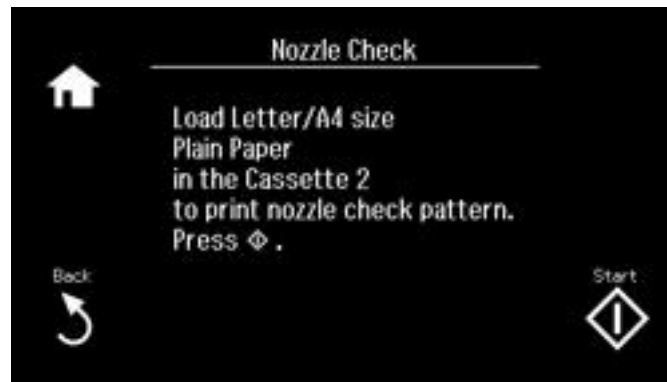 Nozzle Check
Load Letter/A4 size
Plain Paper
in the Cassette 2
to print nozzle check pattern.
Press ⟐.
Back
Start